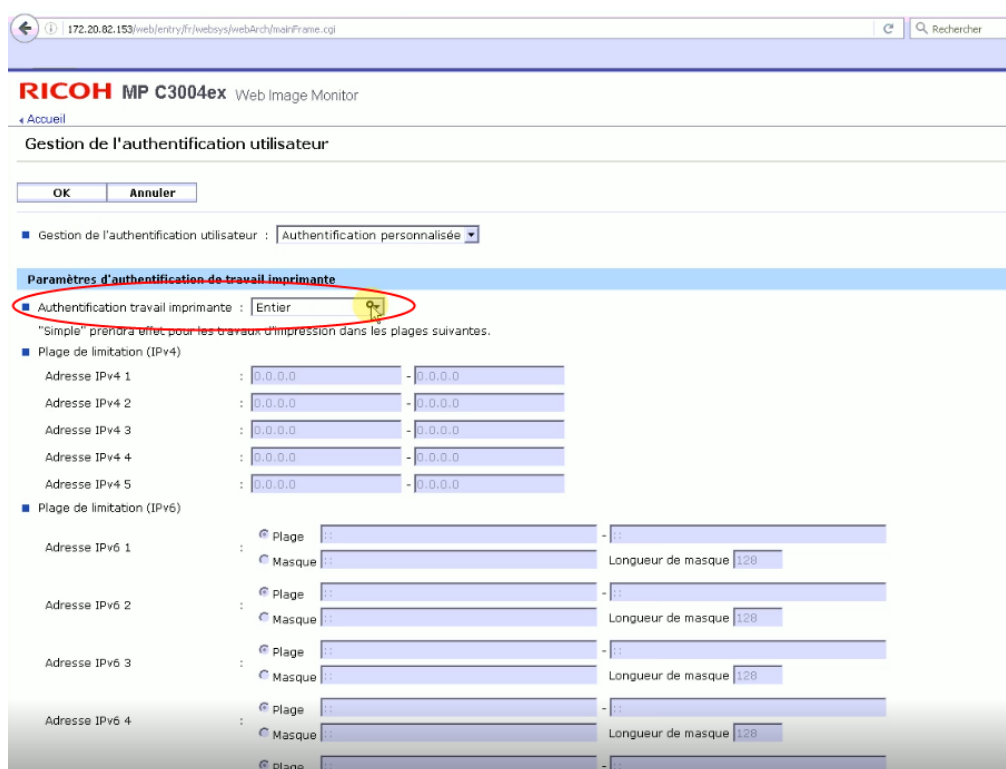 172.20.82.153/web/entry/fr/websys/webArch/mainFrame.cgi
Rechercher
RICOH MP C3004ex Web Image Monitor
Accueil
Gestion de l'authentification utilisateur
OK Annuler
Gestion de l'authentification utilisateur : Authentification personnalisée
Paramètres d'authentification de travail imprimante
Authentification travail imprimante : Entier
"Simple" prendra effet pour les travaux d'impression dans les plages suivantes.
Plage de limitation (IPv4)
Adresse IPv4 1 : 0.0.0.0 - 0.0.0.0
Adresse IPv4 2 : 0.0.0.0 - 0.0.0.0
Adresse IPv4 3 : 0.0.0.0 - 0.0.0.0
Adresse IPv4 4 : 0.0.0.0 - 0.0.0.0
Adresse IPv4 5 : 0.0.0.0 - 0.0.0.0
Plage de limitation (IPv6)
Plage :: - ::
Adresse IPv6 1 :
Masque :: Longueur de masque 128
Plage :: - ::
Adresse IPv6 2 :
Masque :: Longueur de masque 128
Plage :: - ::
Adresse IPv6 3 :
Masque :: Longueur de masque 128
Plage :: - ::
Adresse IPv6 4 :
Masque :: Longueur de masque 128
Plage :: - ::